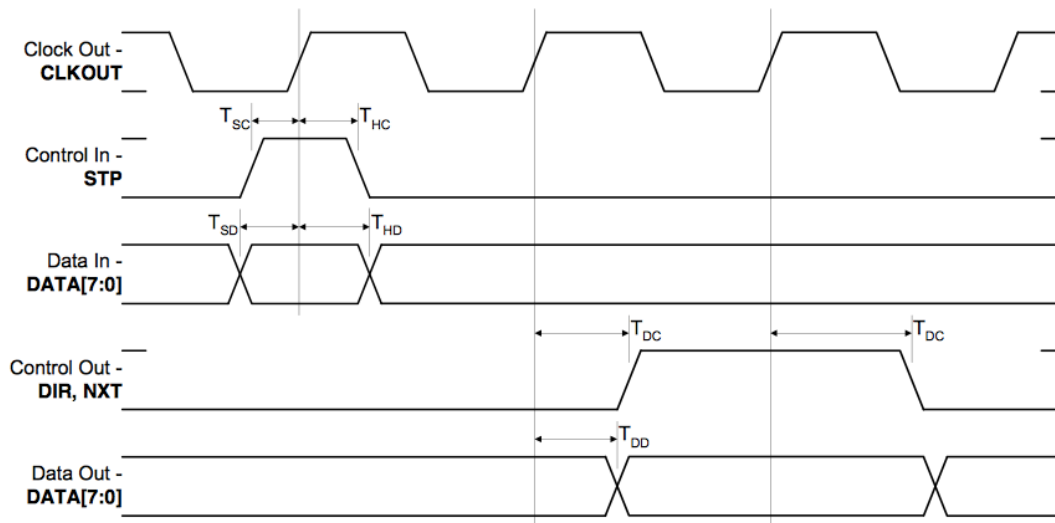 Clock Out -
CLKOUT
T_SC T_HC
Control In -
STP
T_SD T_HD
Data In -
DATA[7:0]
T_DC T_DC
Control Out -
DIR, NXT
T_DD
Data Out -
DATA[7:0]